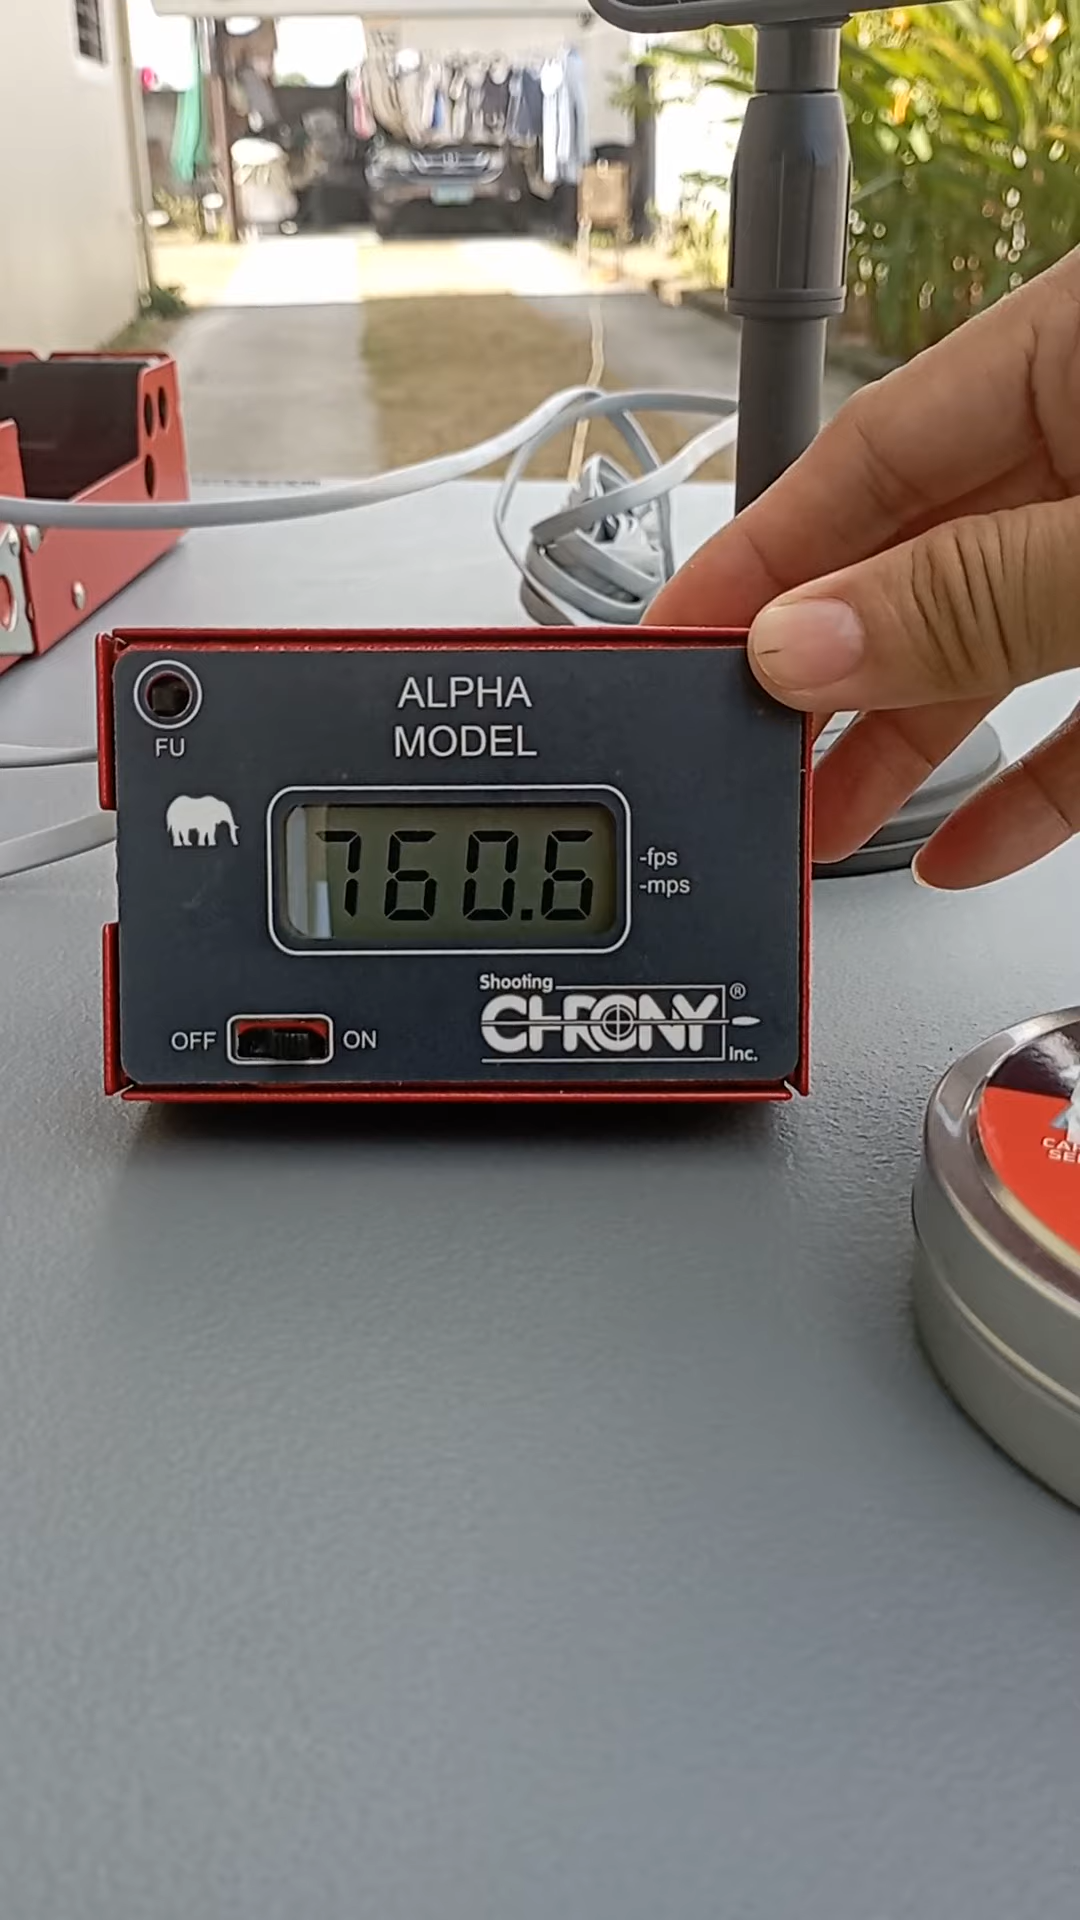 ALPHA
MODEL
FU
760.6
-fps
-mps
Shooting
CHRONY®
Inc.
OFF
ON